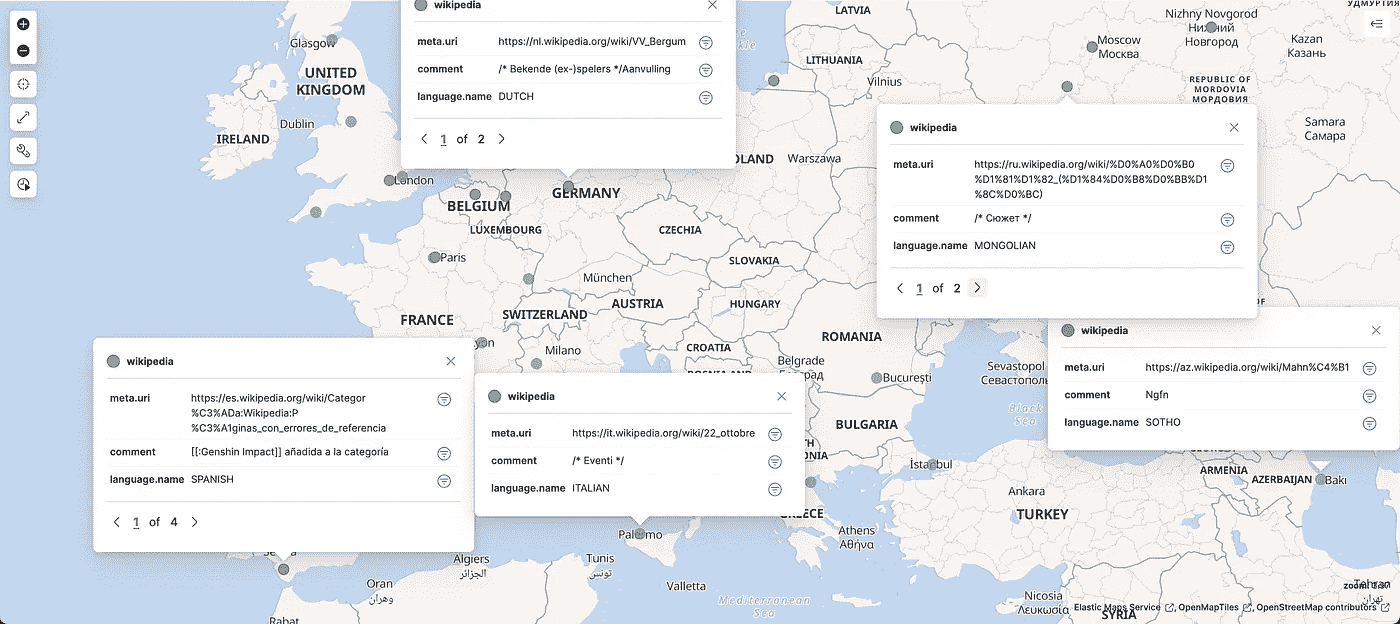 УДМУРТИЯ
LATVIA
Nizhny Novgorod
Нижний
Новгород
Glasgow
Moscow
Москва
Kazan
Казань
LITHUANIA
Vilnius
UNITED
KINGDOM
REPUBLIC OF
MORDOVIA
МОРДОВИЯ
Dublin
IRELAND
Samara
Самара
Warszawa
London
GERMANY
BELGIUM
LUXEMBOURG
CZECHIA
Paris
SLOVAKIA
München
AUSTRIA
HUNGARY
SWITZERLAND
FRANCE
ROMANIA
CROATIA
Milano
Belgrade
Београд
București
Sevastopol
Севастополь
Black
Sea
BULGARIA
İstanbul
ARMENIA
AZERBAIJAN
Bakı
Ankara
TURKEY
GREECE
Athens
Αθήνα
Palermo
Algiers
الجزائر
Tunis
تونس
Oran
وهران
Valletta
Mediterranean
Sea
Nicosia
Λευκωσία
Tehran
تهران
SYRIA
Rabat
wikipedia
meta.uri https://nl.wikipedia.org/wiki/VV_Bergum
comment /* Bekende (ex-)spelers */Aanvulling
language.name DUTCH
1 of 2
wikipedia
meta.uri https://ru.wikipedia.org/wiki/%D0%A0%D0%B0
%D1%81%D1%82_(%D1%84%D0%B8%D0%BB%D1
%8C%D0%BC)
comment /* Сюжет */
language.name MONGOLIAN
1 of 2
wikipedia
meta.uri https://az.wikipedia.org/wiki/Mahn%C4%B1
comment Ngfn
language.name SOTHO
wikipedia
meta.uri https://es.wikipedia.org/wiki/Categor
%C3%ADa:Wikipedia:P
%C3%A1ginas_con_errores_de_referencia
comment [[:Genshin Impact]] añadida a la categoría
language.name SPANISH
1 of 4
wikipedia
meta.uri https://it.wikipedia.org/wiki/22_ottobre
comment /* Eventi */
language.name ITALIAN
Elastic Maps Service , OpenMapTiles , OpenStreetMap contributors